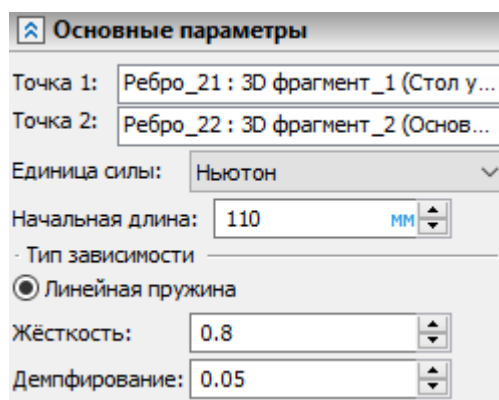 Основные параметры
Точка 1: Ребро_21 : 3D фрагмент_1 (Стол у...
Точка 2: Ребро_22 : 3D фрагмент_2 (Основ...
Единица силы: Ньютон
Начальная длина: 110 мм
Тип зависимости
Линейная пружина
Жёсткость: 0.8
Демпфирование: 0.05